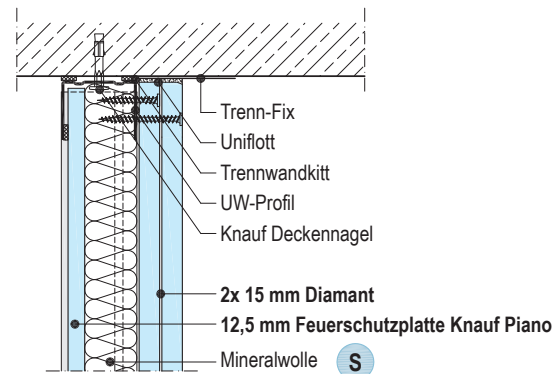 Trenn-Fix
Uniflott
Trennwandkitt
UW-Profil
Knauf Deckennagel
2x 15 mm Diamant
12,5 mm Feuerschutzplatte Knauf Piano
Mineralwolle S